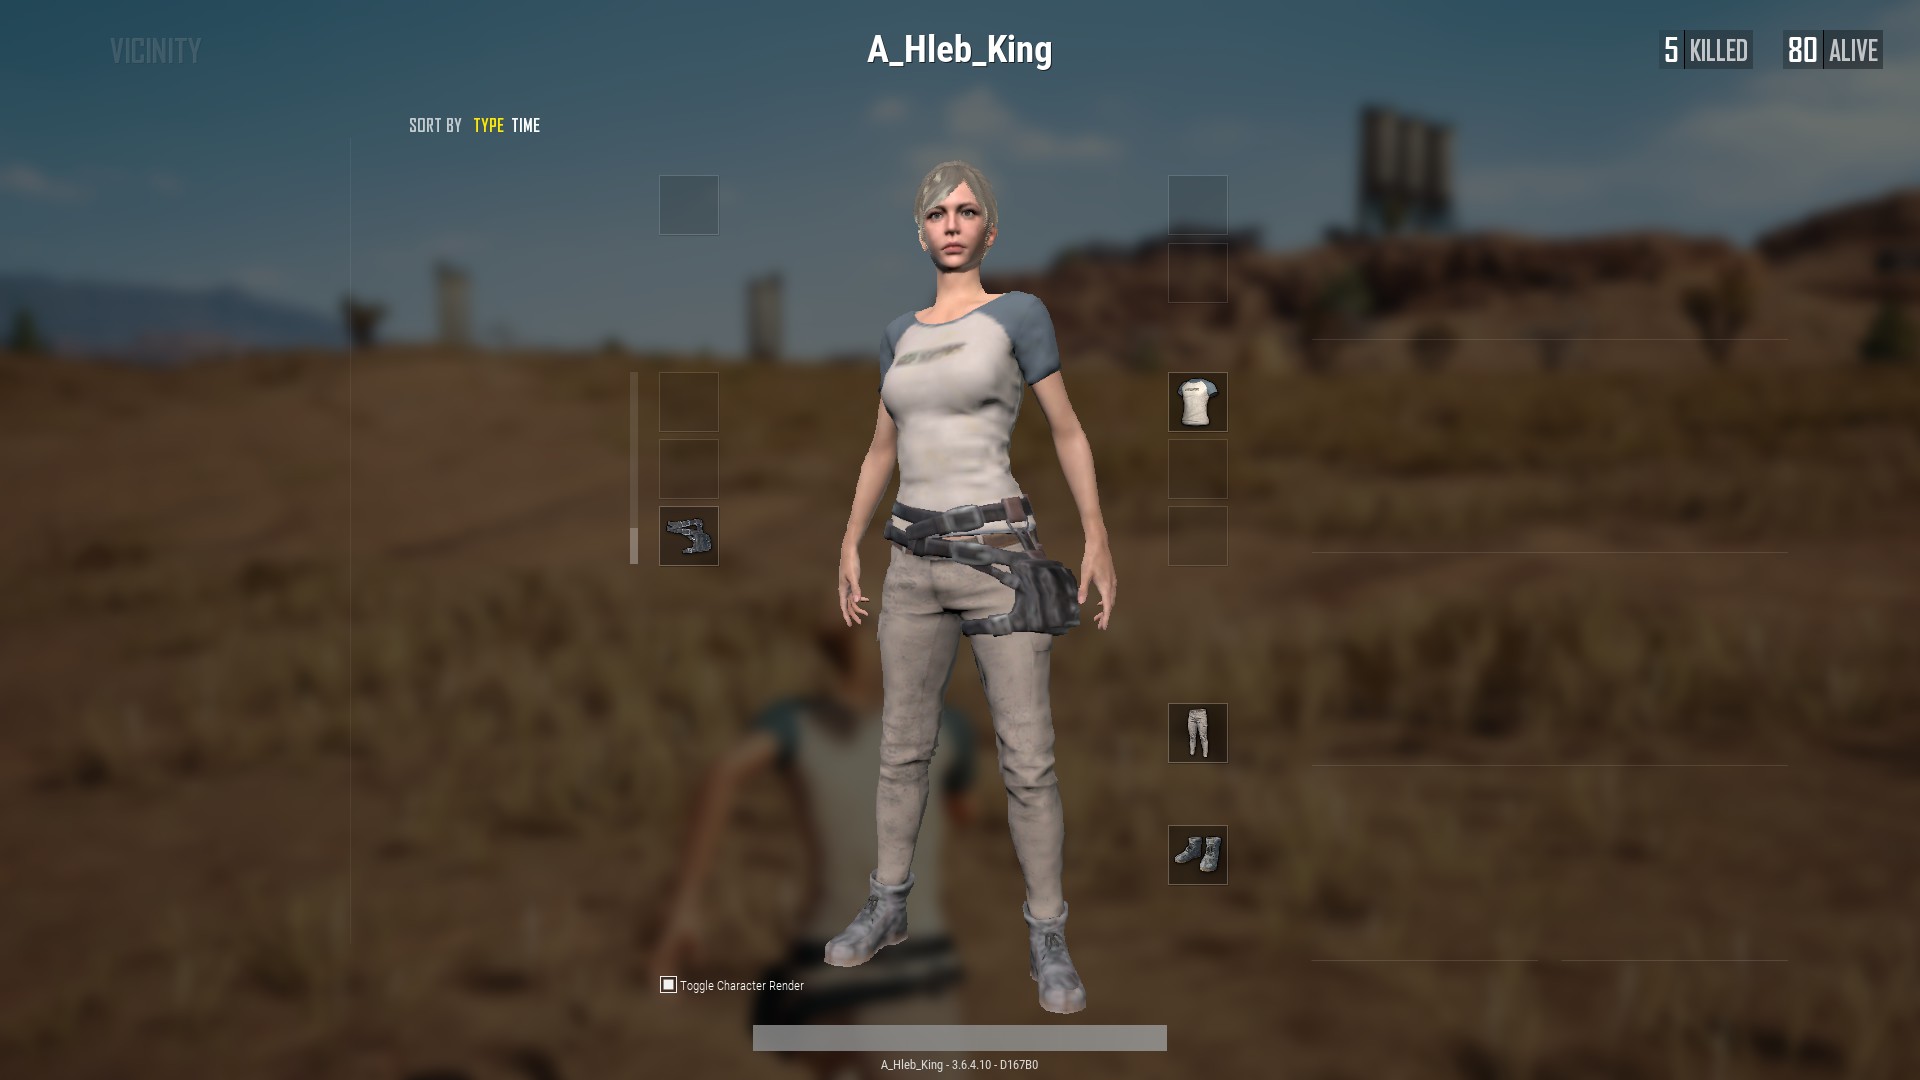 VICINITY
A_Hleb_King
5 KILLED
80 ALIVE
SORT BY TYPE TIME
Toggle Character Render
A_Hleb_King - 3.6.4.10 - D167B0